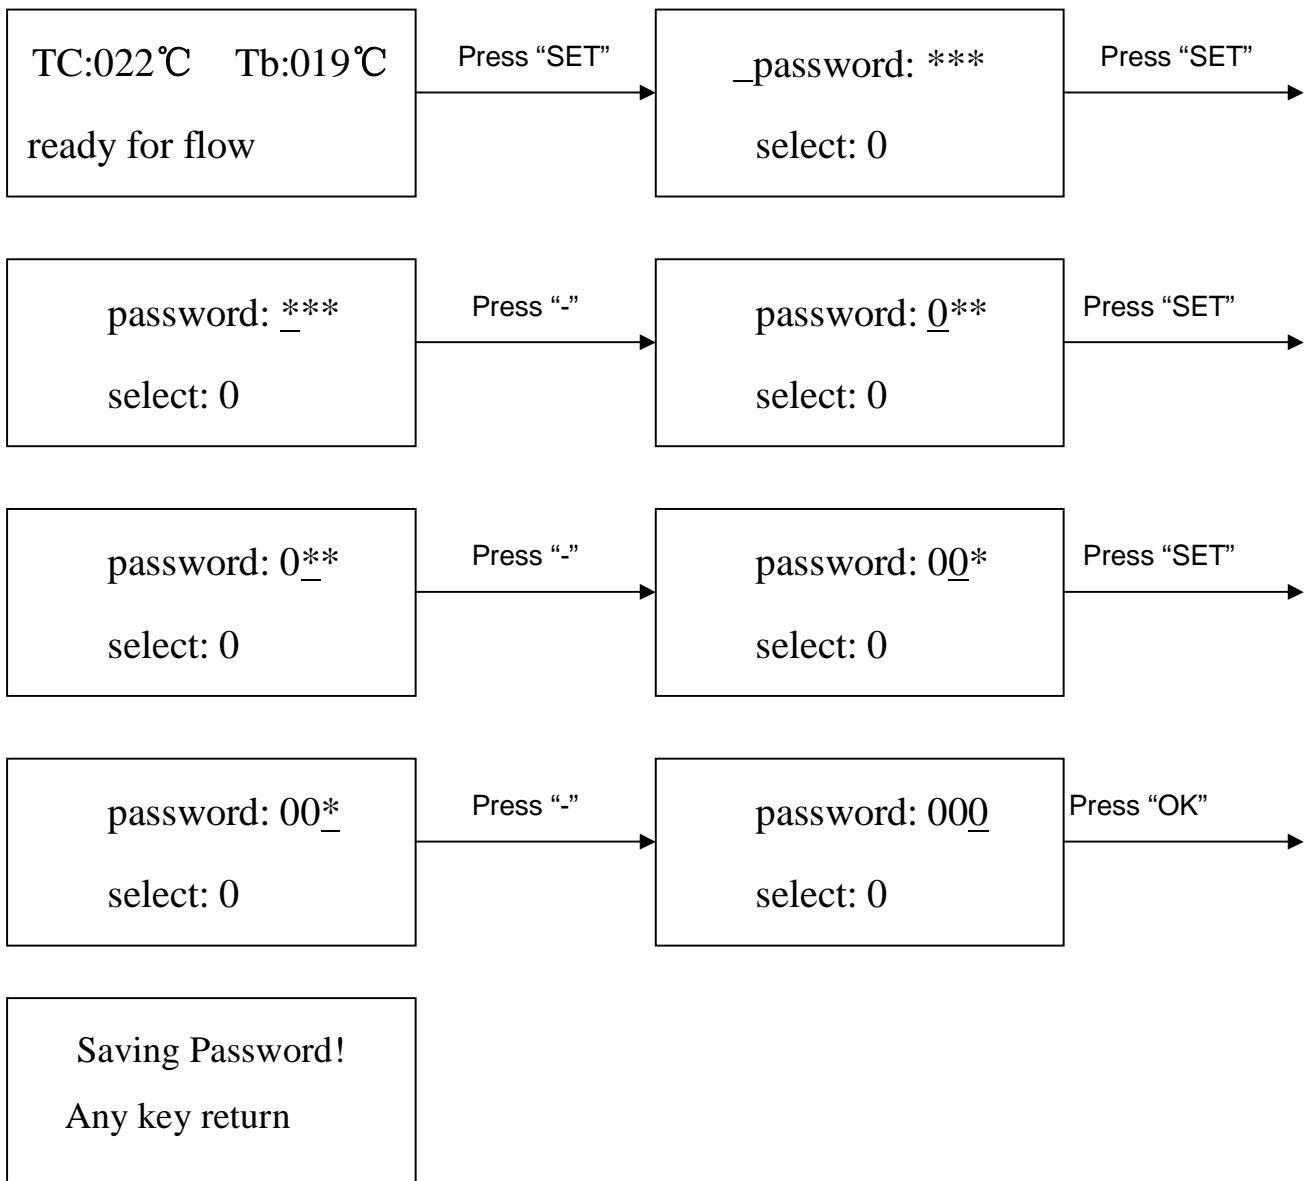 TC:022℃ Tb:019℃
ready for flow
Press “SET”
_password: ***
select: 0
Press “SET”
password: ***
select: 0
Press “-”
password: 0**
select: 0
Press “SET”
password: 0**
select: 0
Press “-”
password: 00*
select: 0
Press “SET”
password: 00*
select: 0
Press “-”
password: 000
select: 0
Press “OK”
Saving Password!
Any key return